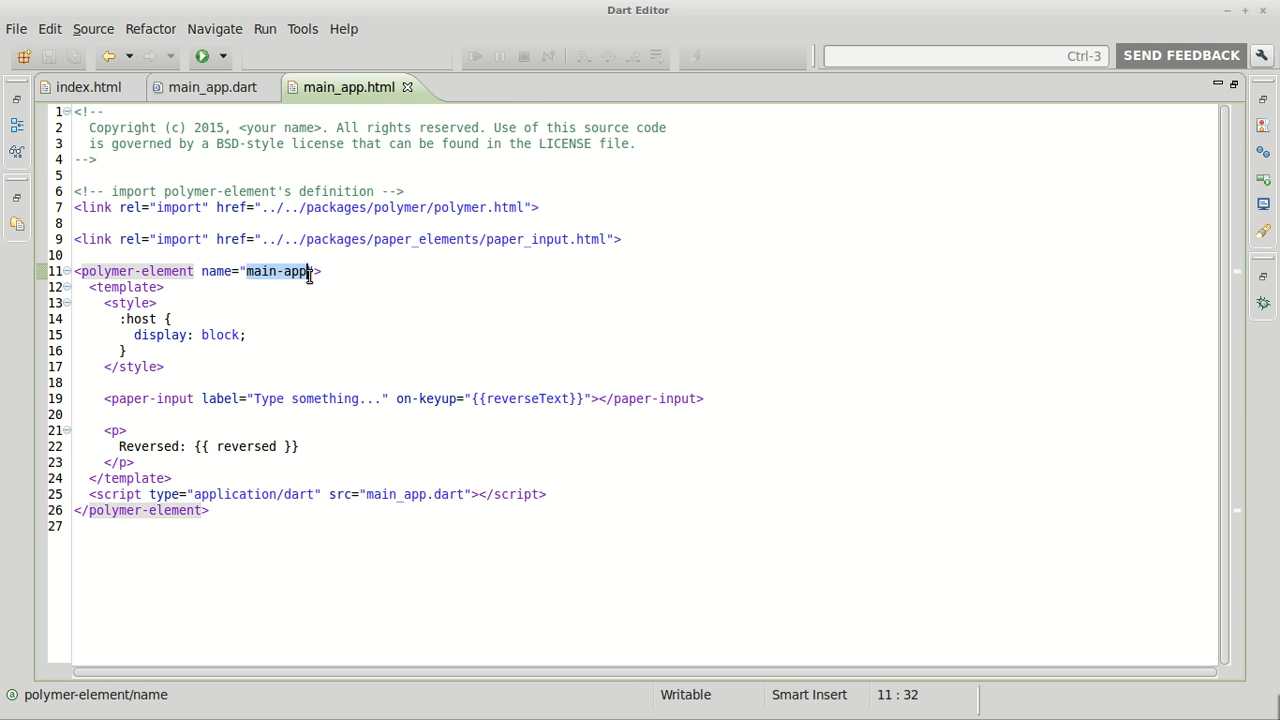 Dart Editor
File Edit Source Refactor Navigate Run Tools Help
Ctrl-3 SEND FEEDBACK
index.html main_app.dart main_app.html
1 <!--
2   Copyright (c) 2015, <your name>. All rights reserved. Use of this source code
3   is governed by a BSD-style license that can be found in the LICENSE file.
4 -->
5
6 <!-- import polymer-element's definition -->
7 <link rel="import" href="../../packages/polymer/polymer.html">
8
9 <link rel="import" href="../../packages/paper_elements/paper_input.html">
10
11 <polymer-element name="main-app">
12   <template>
13     <style>
14       :host {
15         display: block;
16       }
17     </style>
18
19     <paper-input label="Type something..." on-keyup="{{reverseText}}"></paper-input>
20
21     <p>
22       Reversed: {{ reversed }}
23     </p>
24   </template>
25   <script type="application/dart" src="main_app.dart"></script>
26 </polymer-element>
27
polymer-element/name Writable Smart Insert 11 : 32